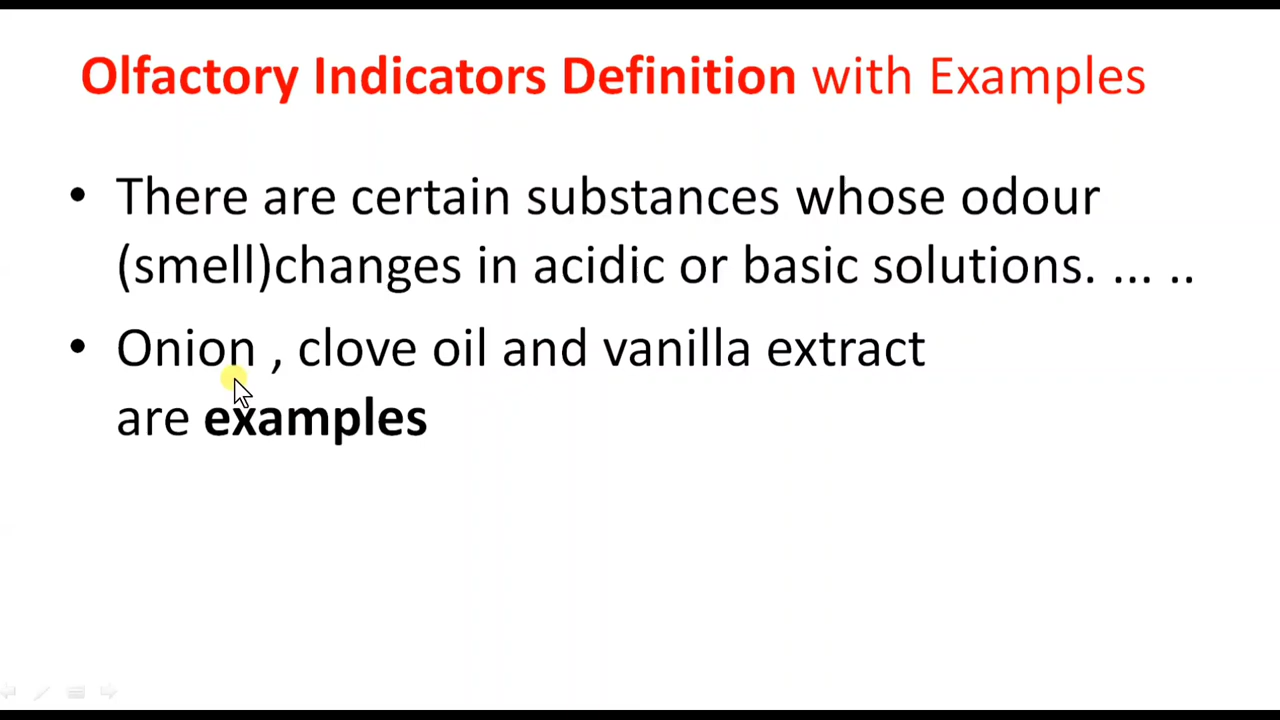 Olfactory Indicators Definition with Examples
• There are certain substances whose odour
(smell)changes in acidic or basic solutions. ... ..
• Onion , clove oil and vanilla extract
are examples